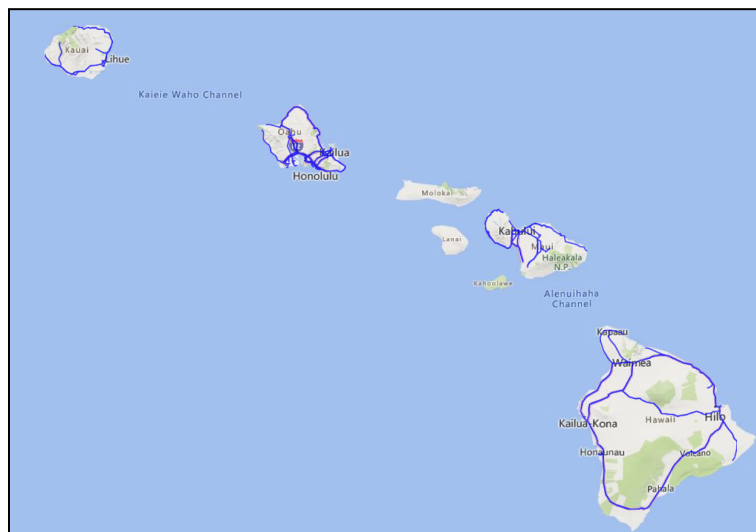 Kauai
Lihue
Kaieie Waho Channel
Oahu
Kailua
Honolulu
Molokai
Kahului
Lanai
Maui
Haleakala
N.P.
Kahoolawe
Alenuihaha
Channel
Kapaau
Waimea
Kailua-Kona
Hawaii
Hilo
Honaunau
Volcano
Pahala